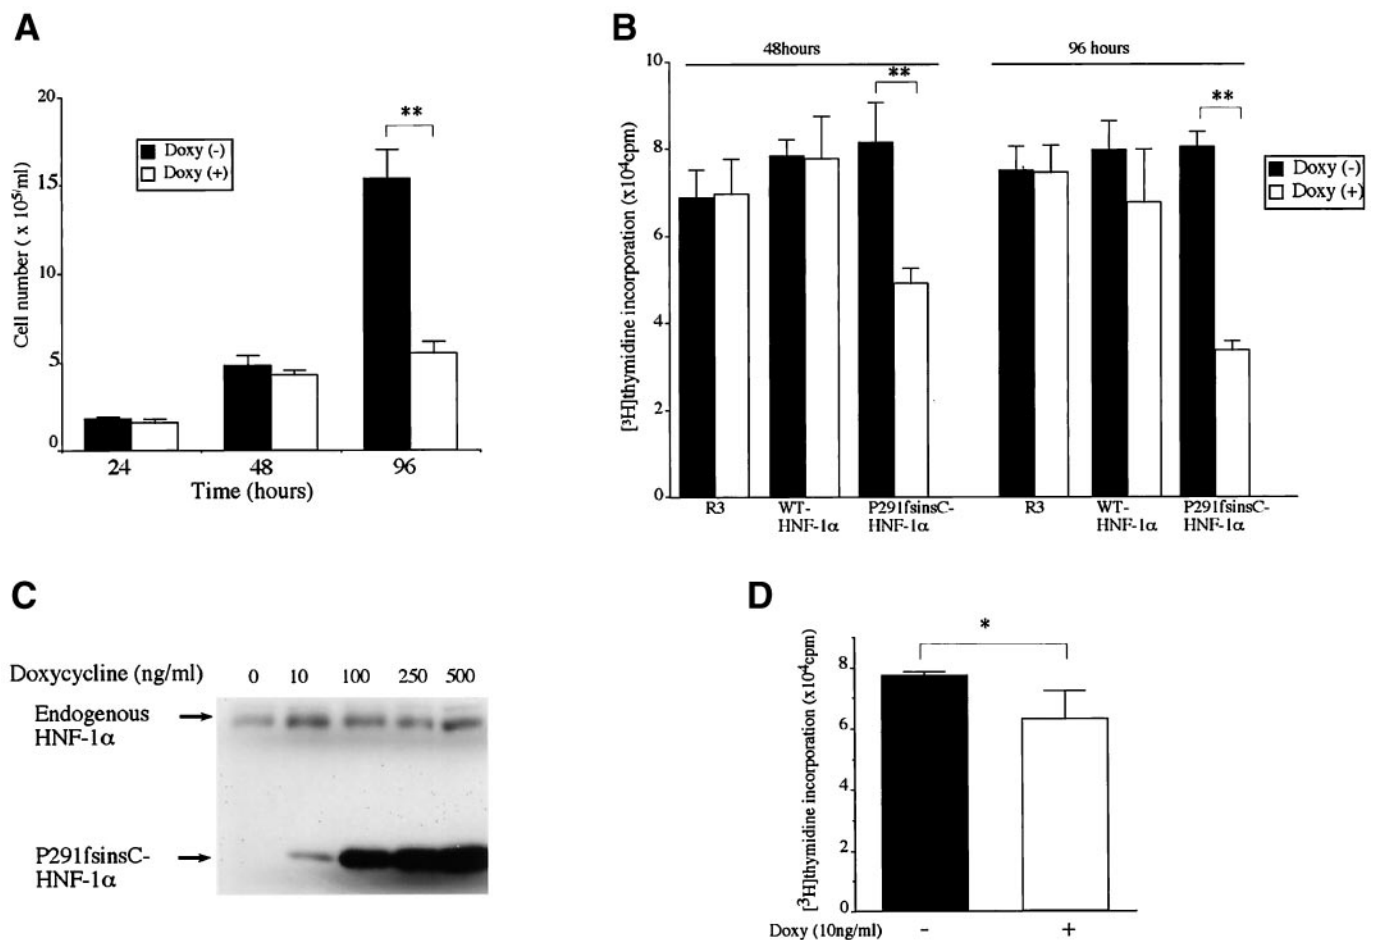 A
20
15
10
5
0
Cell number ( x 10⁵/ml)
Doxy (-)
Doxy (+)
**
24 48 96
Time (hours)
B
48hours 96 hours
10
8
6
4
2
0
[³H]thymidine incorporation (x10⁴cpm)
** **
Doxy (-)
Doxy (+)
R3 WT- P291fsinsC- R3 WT- P291fsinsC-
HNF-1α HNF-1α HNF-1α HNF-1α
C
Doxycycline (ng/ml) 0 10 100 250 500
Endogenous
HNF-1α
P291fsinsC-
HNF-1α
D
*
8
6
4
2
0
[³H]thymidine incorporation (x10⁴cpm)
Doxy (10ng/ml) - +